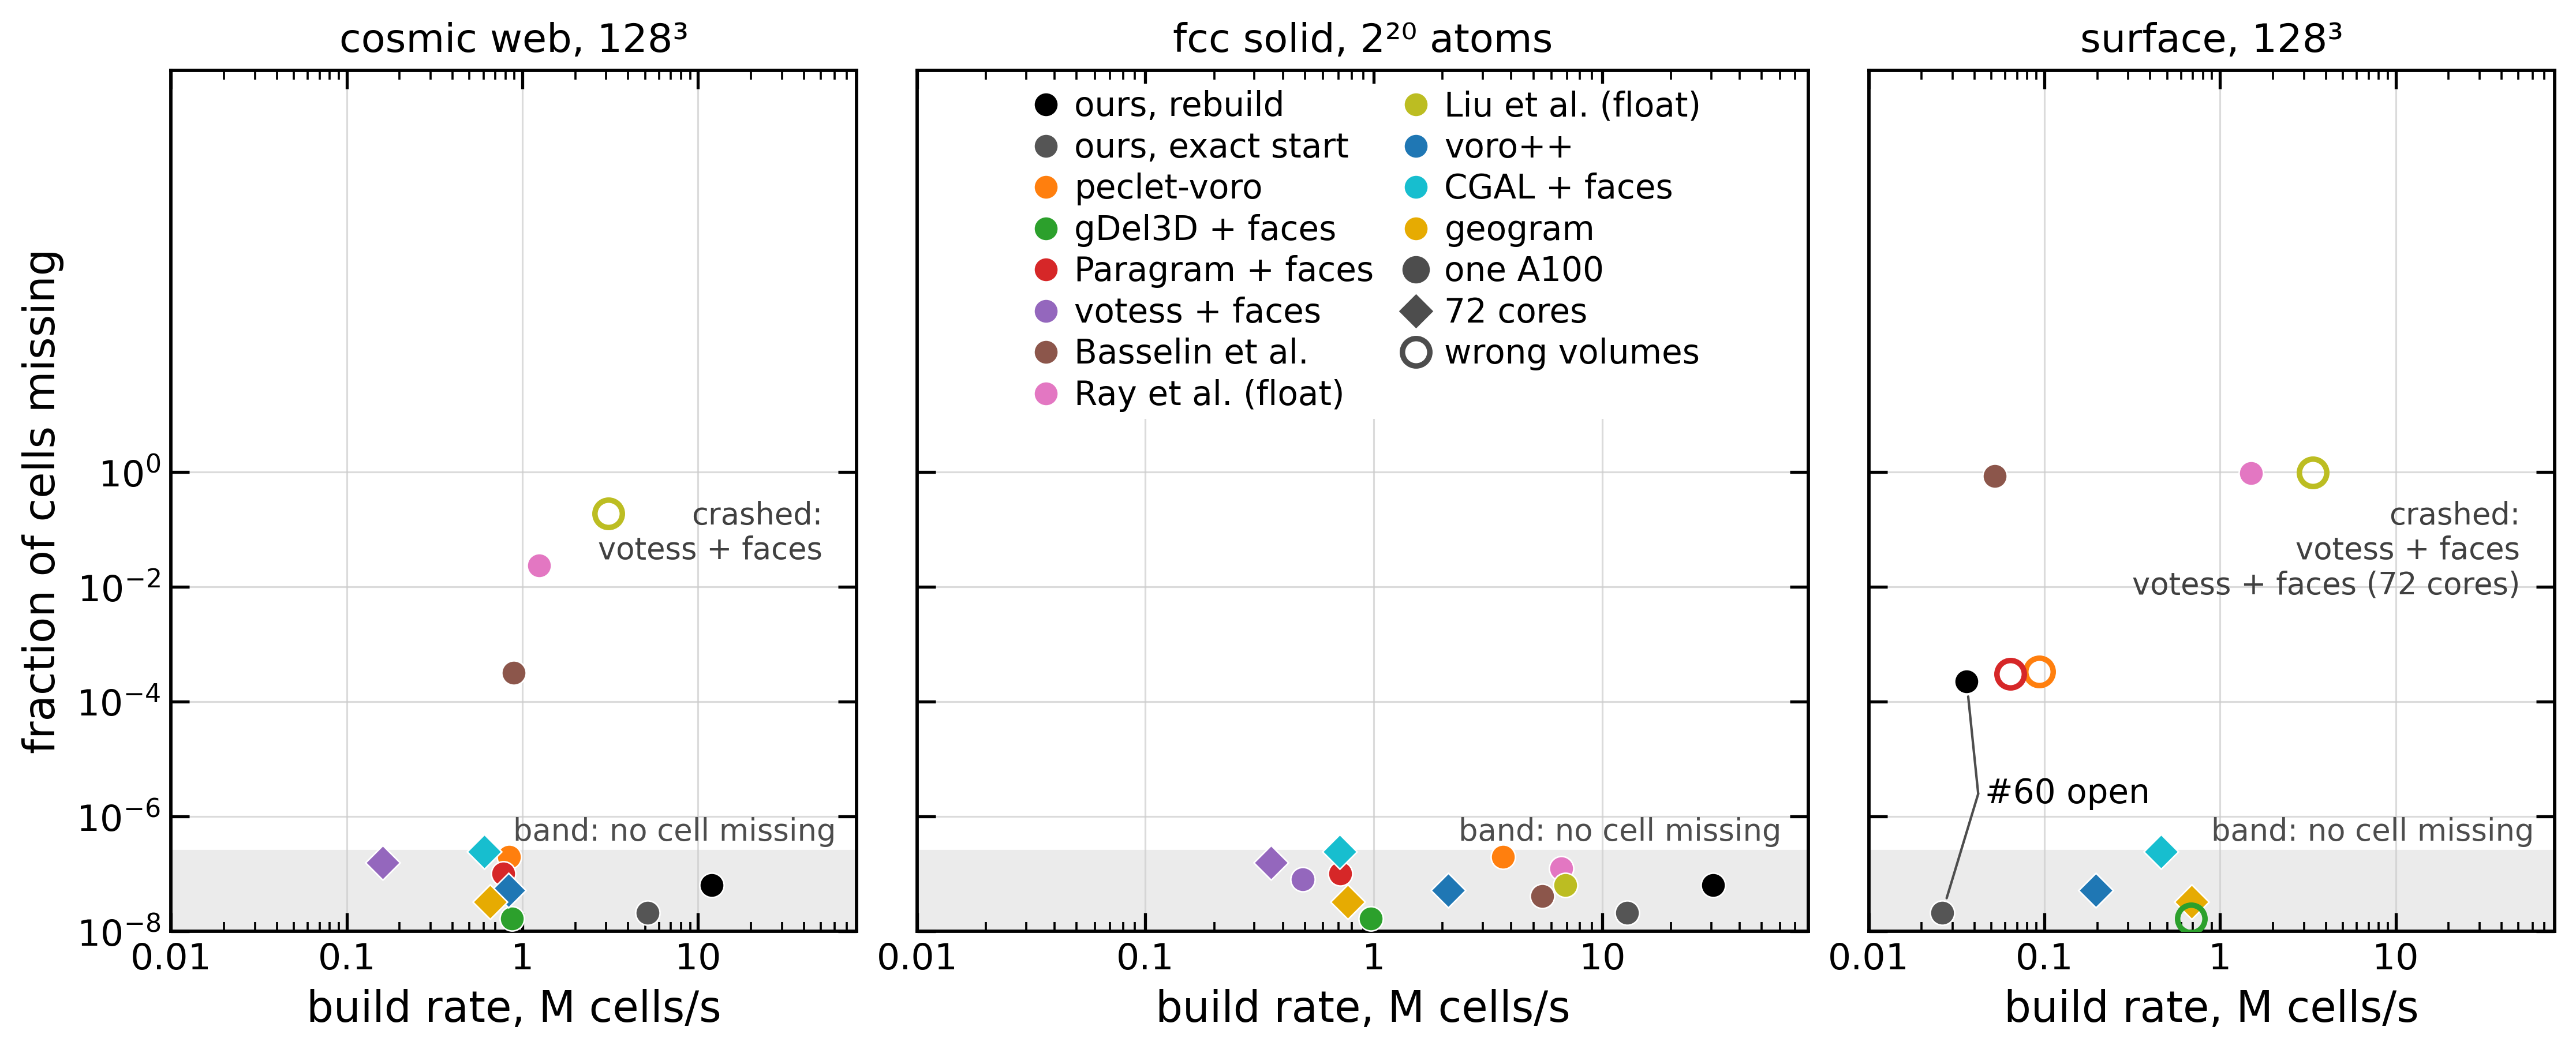 cosmic web, 128³
fcc solid, 2²⁰ atoms
surface, 128³
fraction of cells missing
10⁰
10⁻²
10⁻⁴
10⁻⁶
10⁻⁸
crashed:
votess + faces
band: no cell missing
0.01
0.1
1
10
build rate, M cells/s
ours, rebuild
ours, exact start
peclet-voro
gDel3D + faces
Paragram + faces
votess + faces
Basselin et al.
Ray et al. (float)
Liu et al. (float)
voro++
CGAL + faces
geogram
one A100
72 cores
wrong volumes
band: no cell missing
0.01
0.1
1
10
build rate, M cells/s
crashed:
votess + faces
votess + faces (72 cores)
#60 open
band: no cell missing
0.01
0.1
1
10
build rate, M cells/s